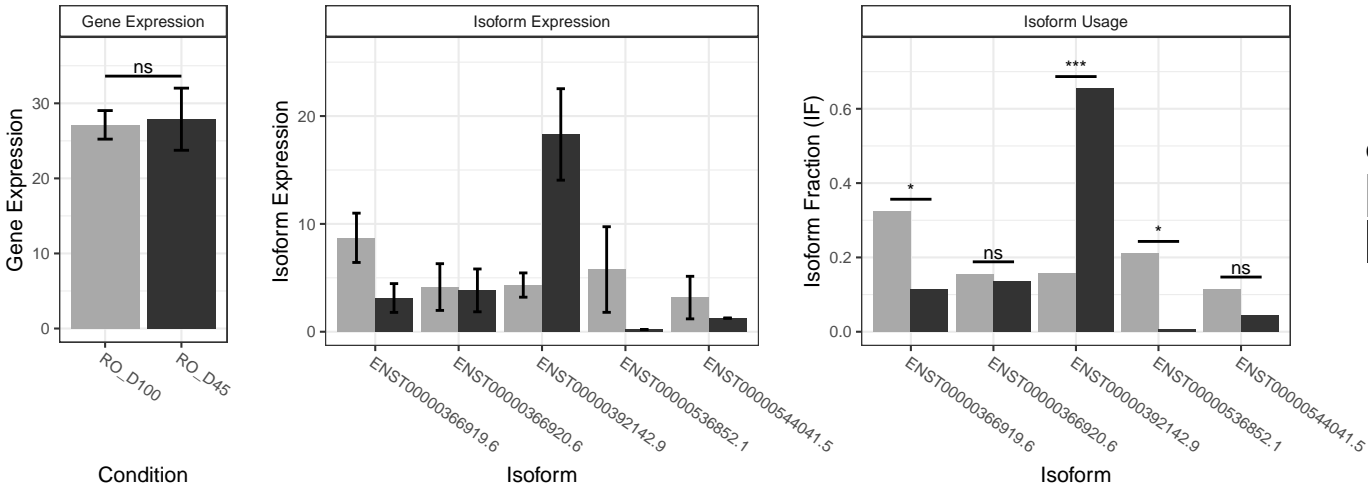 Gene Expression
Isoform Expression
Isoform Usage
Gene Expression
0
10
20
30
ns
RO_D100
RO_D45
Condition
Isoform Expression
0
10
20
ENST00000366919.6
ENST00000366920.6
ENST00000392142.9
ENST00000536852.1
ENST00000544041.5
Isoform
Isoform Fraction (IF)
0.0
0.2
0.4
0.6
*
ns
***
*
ns
ENST00000366919.6
ENST00000366920.6
ENST00000392142.9
ENST00000536852.1
ENST00000544041.5
Isoform